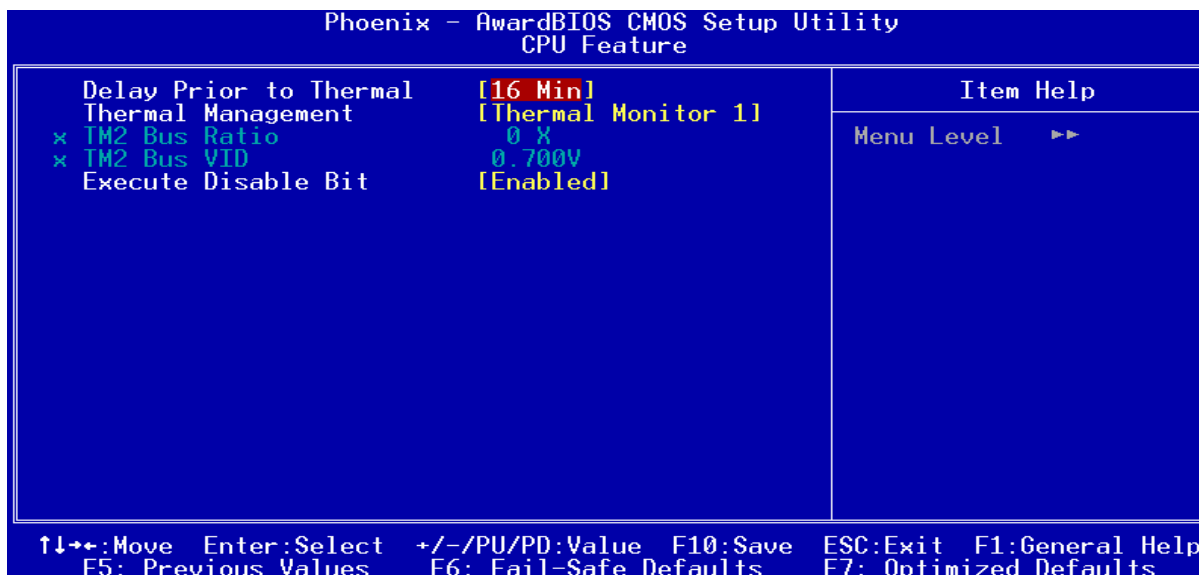 Phoenix - AwardBIOS CMOS Setup Utility
CPU Feature
Delay Prior to Thermal [16 Min]
Thermal Management [Thermal Monitor 1]
x TM2 Bus Ratio 0 X
x TM2 Bus VID 0.700V
Execute Disable Bit [Enabled]
Item Help
Menu Level ►►
↑↓→←:Move Enter:Select +/-/PU/PD:Value F10:Save ESC:Exit F1:General Help
F5: Previous Values F6: Fail-Safe Defaults F7: Optimized Defaults